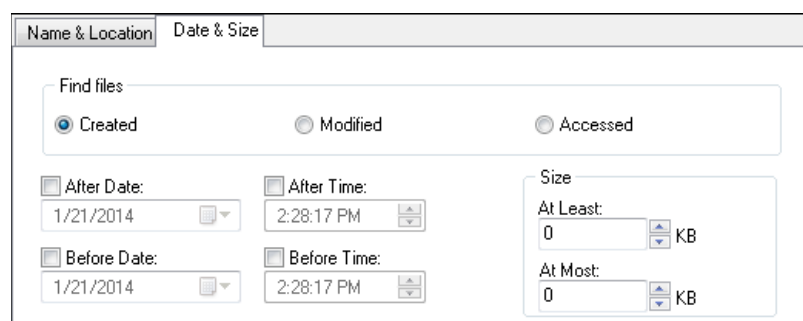 Name & Location Date & Size
Find files
Created Modified Accessed
After Date: After Time:
1/21/2014 2:28:17 PM
Before Date: Before Time:
1/21/2014 2:28:17 PM
Size
At Least:
0 KB
At Most:
0 KB